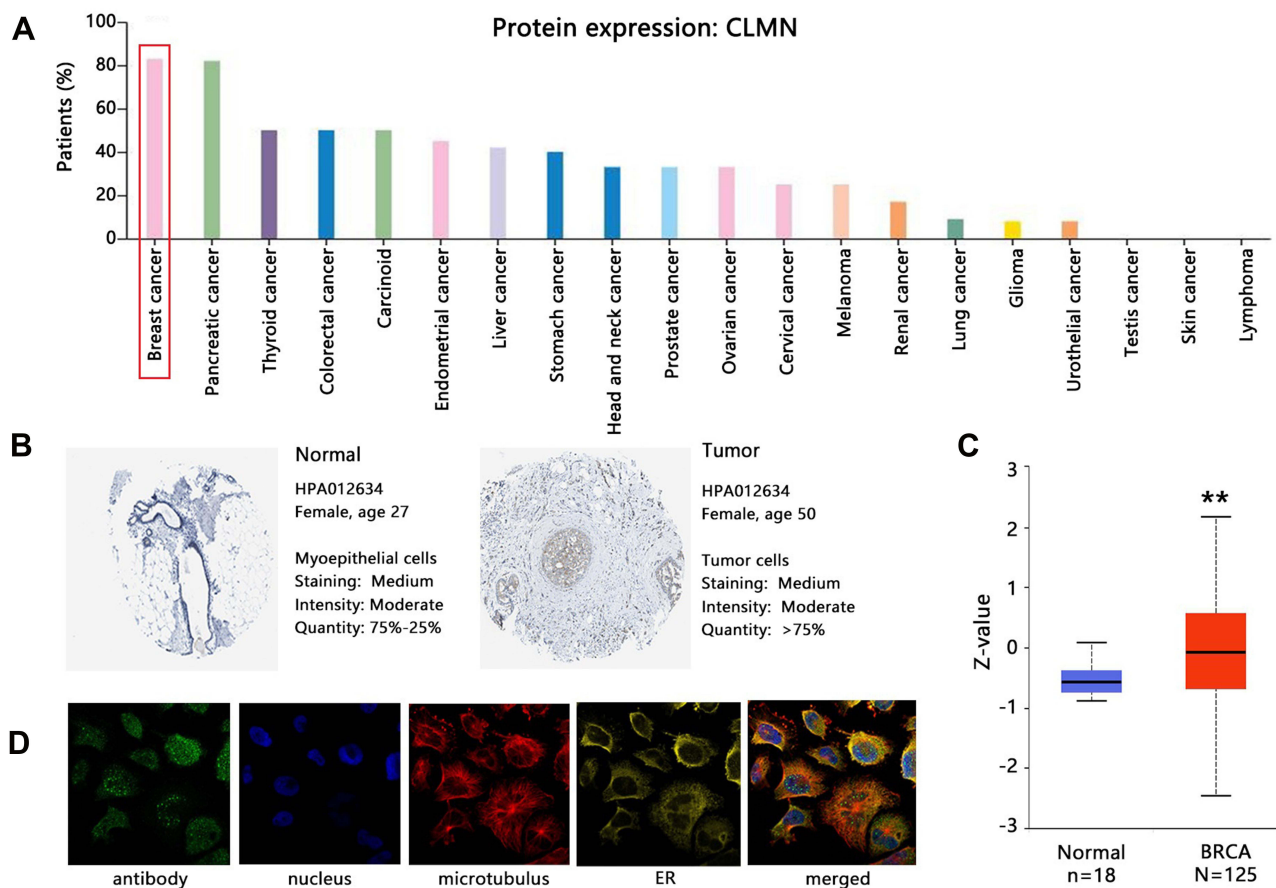 A
Protein expression: CLMN
Patients (%)
100
80
60
40
20
0
Breast cancer
Pancreatic cancer
Thyroid cancer
Colorectal cancer
Carcinoid
Endometrial cancer
Liver cancer
Stomach cancer
Head and neck cancer
Prostate cancer
Ovarian cancer
Cervical cancer
Melanoma
Renal cancer
Lung cancer
Glioma
Urothelial cancer
Testis cancer
Skin cancer
Lymphoma
B
Normal
HPA012634
Female, age 27
Myoepithelial cells
Staining: Medium
Intensity: Moderate
Quantity: 75%-25%
Tumor
HPA012634
Female, age 50
Tumor cells
Staining: Medium
Intensity: Moderate
Quantity: >75%
C
Z-value
3
2
1
0
-1
-2
-3
**
Normal
n=18
BRCA
N=125
D
antibody
nucleus
microtubulus
ER
merged